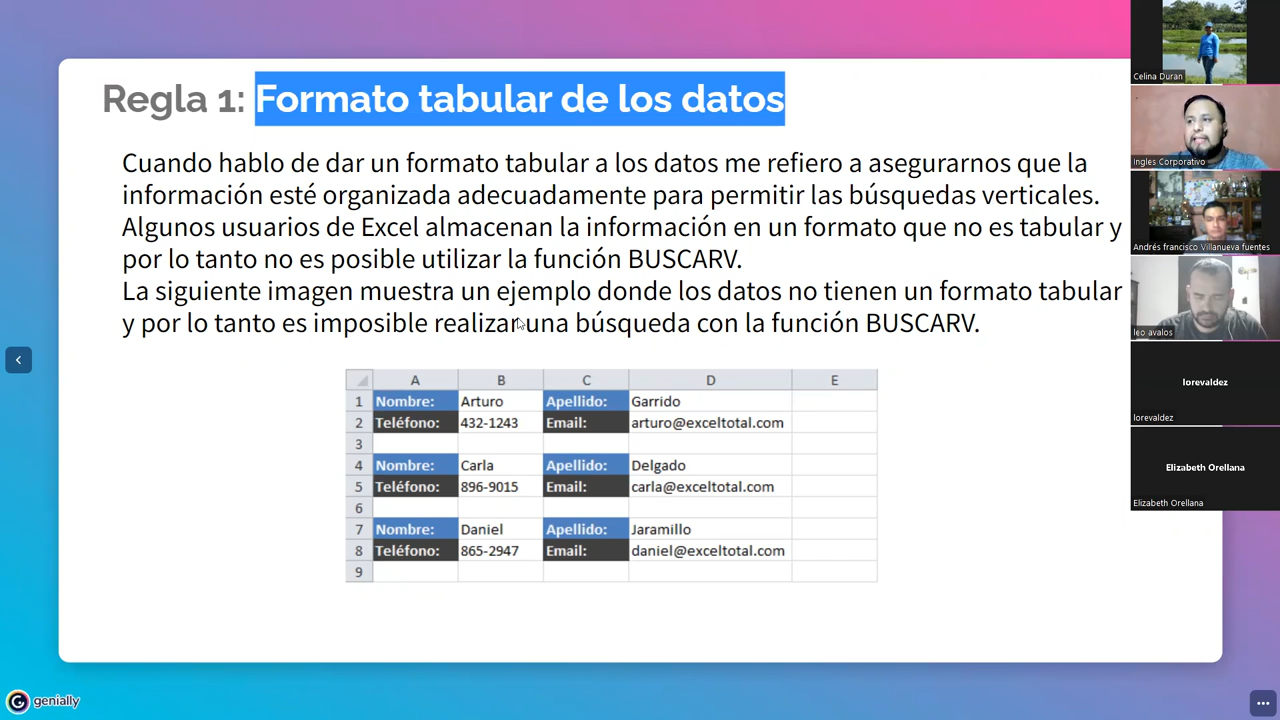 Regla 1: Formato tabular de los datos
Cuando hablo de dar un formato tabular a los datos me refiero a asegurarnos que la
información esté organizada adecuadamente para permitir las búsquedas verticales.
Algunos usuarios de Excel almacenan la información en un formato que no es tabular y
por lo tanto no es posible utilizar la función BUSCARV.
La siguiente imagen muestra un ejemplo donde los datos no tienen un formato tabular
y por lo tanto es imposible realizar una búsqueda con la función BUSCARV.
A B C D E
1 Nombre: Arturo Apellido: Garrido
2 Teléfono: 432-1243 Email: arturo@exceltotal.com
3
4 Nombre: Carla Apellido: Delgado
5 Teléfono: 896-9015 Email: carla@exceltotal.com
6
7 Nombre: Daniel Apellido: Jaramillo
8 Teléfono: 865-2947 Email: daniel@exceltotal.com
9
genially
Celina Duran
Ingles Corporativo
Andrés francisco Villanueva fuentes
leo avalos
lorevaldez
lorevaldez
Elizabeth Orellana
Elizabeth Orellana